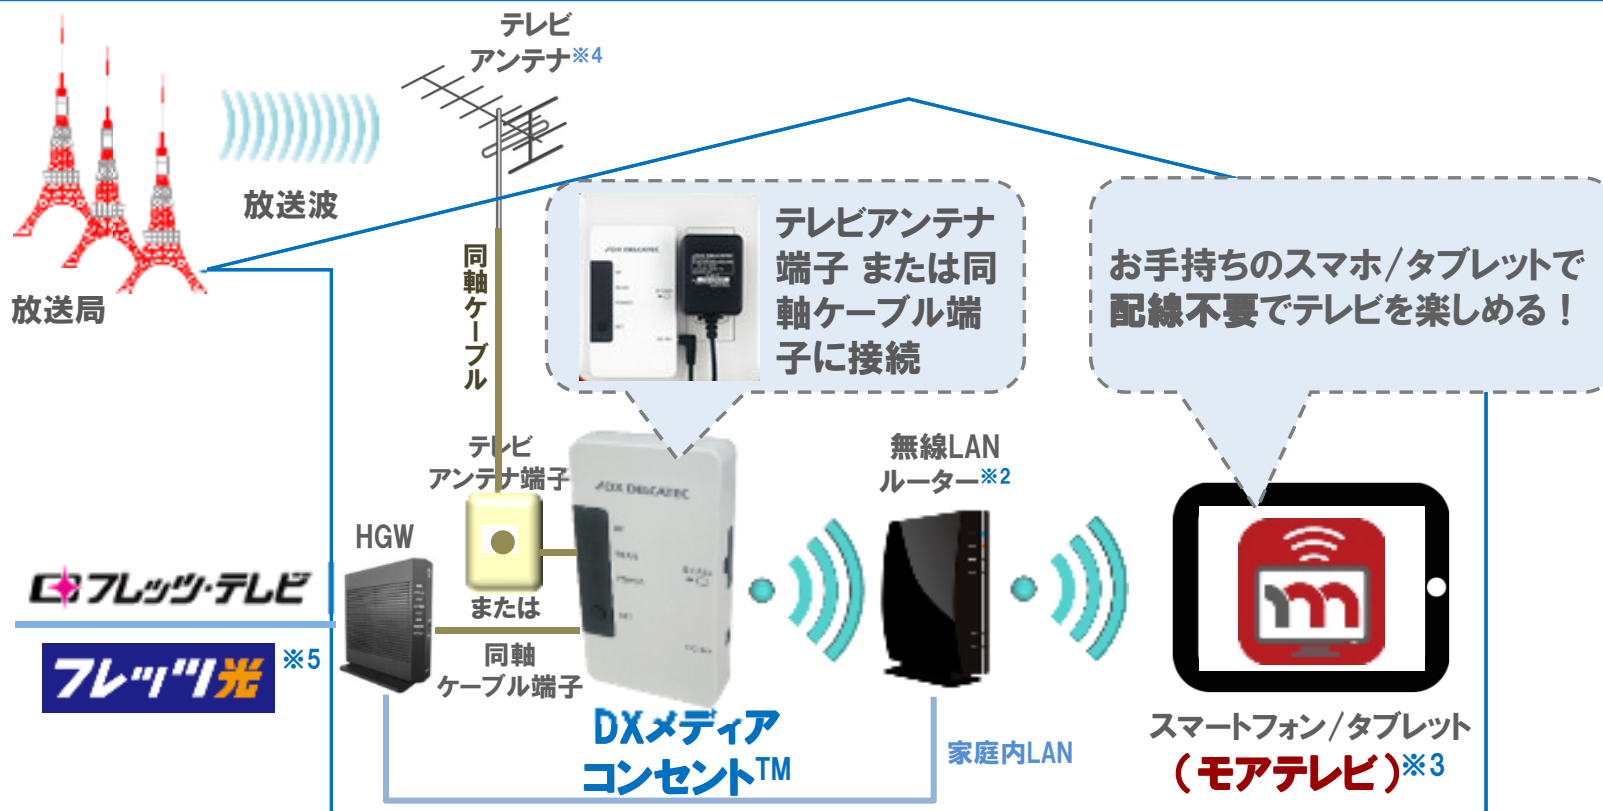 テレビ
アンテナ※4
放送波
放送局
同軸ケーブル
テレビアンテナ
端子 または同
軸ケーブル端
子に接続
お手持ちのスマホ/タブレットで
配線不要でテレビを楽しめる！
テレビ
アンテナ端子
無線LAN
ルーター※2
HGW
DX DELCATEC
フレッツ・テレビ
または
フレッツ光 ※5
同軸
ケーブル端子
m
DXメディア
コンセントTM
家庭内LAN
スマートフォン/タブレット
（モアテレビ）※3